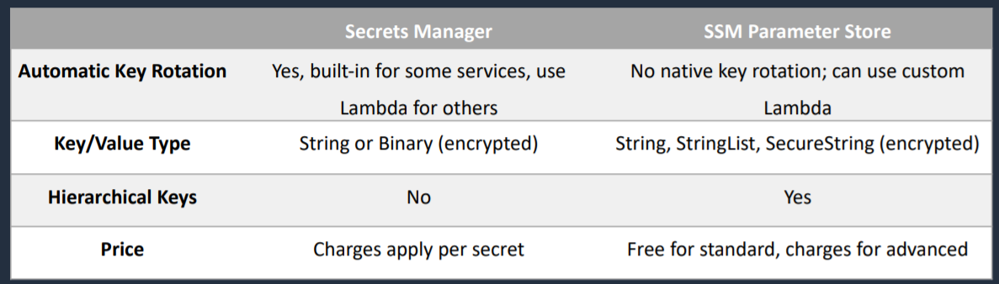 Secrets Manager SSM Parameter Store
Automatic Key Rotation Yes, built-in for some services, use No native key rotation; can use custom
Lambda for others Lambda
Key/Value Type String or Binary (encrypted) String, StringList, SecureString (encrypted)
Hierarchical Keys No Yes
Price Charges apply per secret Free for standard, charges for advanced